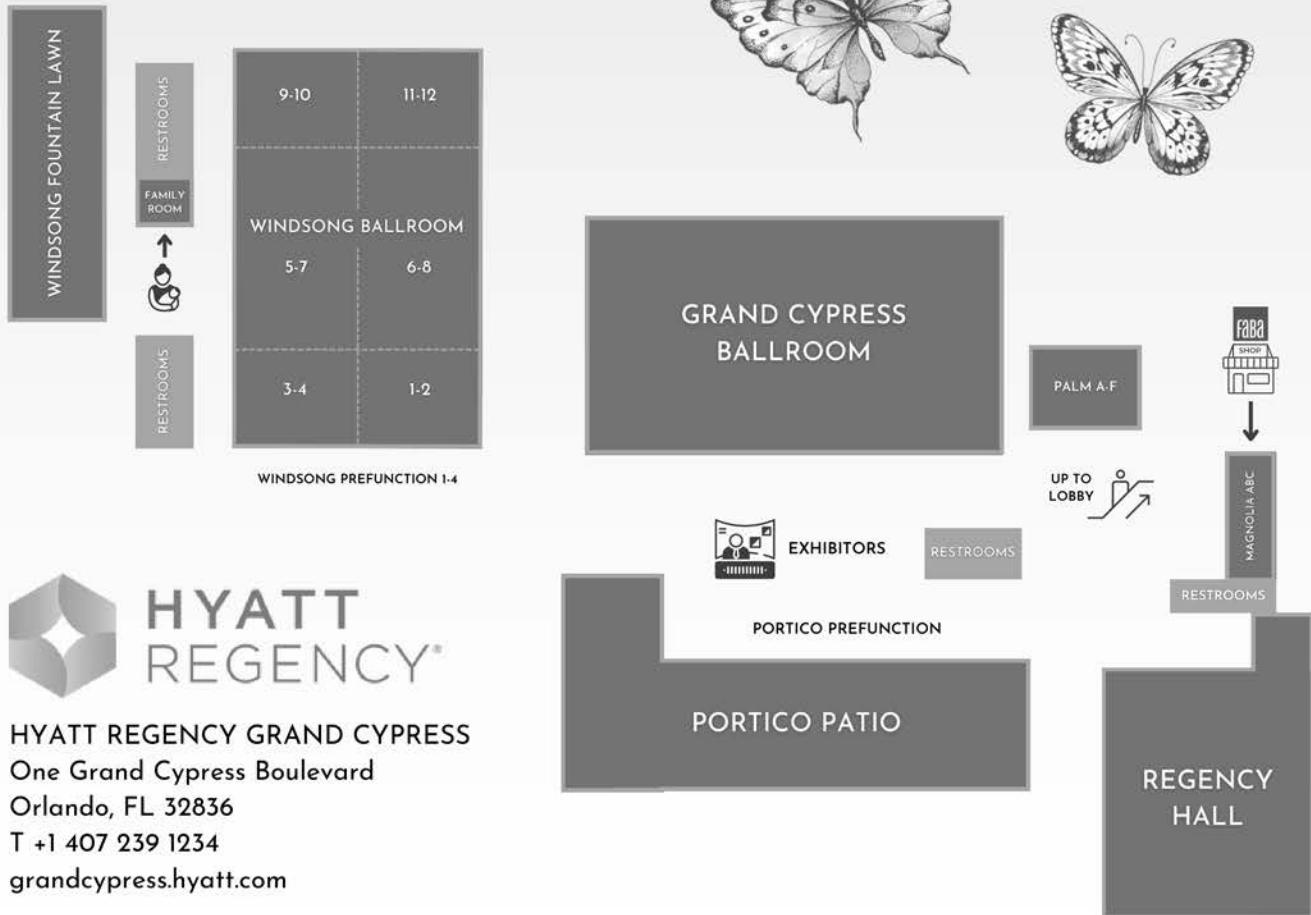 WINDSONG FOUNTAIN LAWN
RESTROOMS
FAMILY
ROOM
RESTROOMS
9-10
11-12
WINDSONG BALLROOM
5-7
6-8
3-4
1-2
WINDSONG PREFUNCTION 1-4
GRAND CYPRESS
BALLROOM
PALM A-F
FaBa
SHOP
UP TO
LOBBY
MAGNOLIA ABC
EXHIBITORS
RESTROOMS
RESTROOMS
PORTICO PREFUNCTION
PORTICO PATIO
REGENCY
HALL
HYATT
REGENCY®
HYATT REGENCY GRAND CYPRESS
One Grand Cypress Boulevard
Orlando, FL 32836
T +1 407 239 1234
grandcypress.hyatt.com